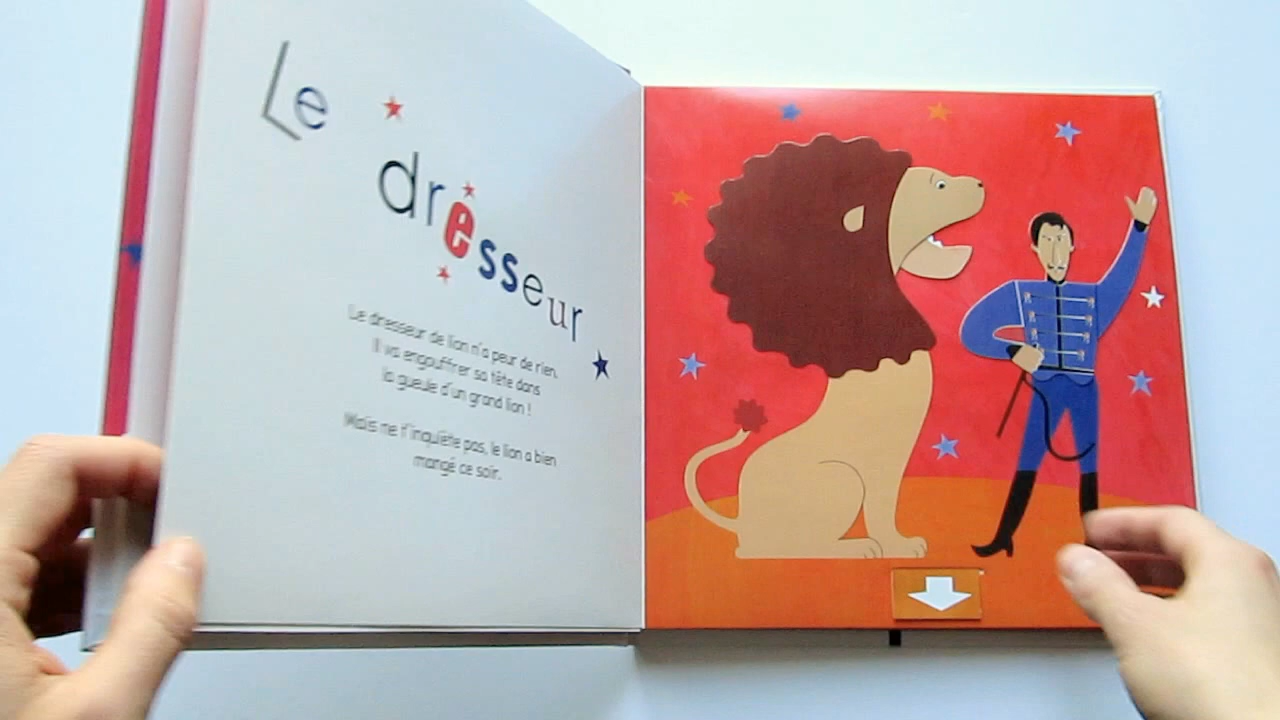 Le
dresseur
Le dresseur de lion n'a peur de rien.
Il va engouffrer sa tête dans
la gueule d'un grand lion !
Mais ne t'inquiète pas, le lion a bien
mangé ce soir.